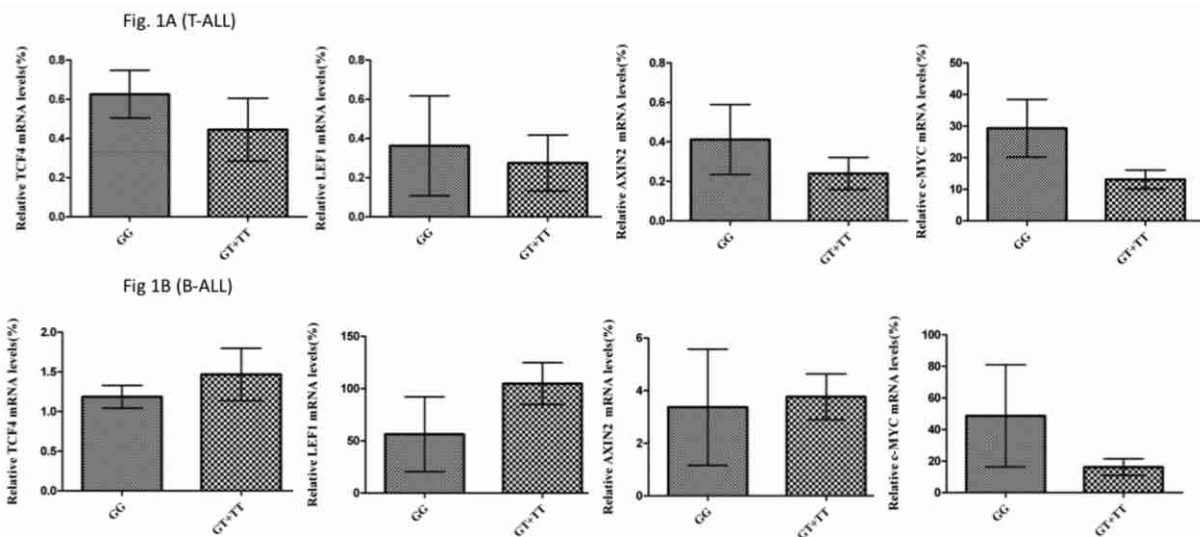 Fig. 1A (T-ALL)
Relative TCF4 mRNA levels(%)
0.8
0.6
0.4
0.2
0.0
GG
GT+TT
Relative LEF1 mRNA levels(%)
0.8
0.6
0.4
0.2
0.0
GG
GT+TT
Relative AXIN2 mRNA levels(%)
0.8
0.6
0.4
0.2
0.0
GG
GT+TT
Relative c-MYC mRNA levels(%)
50
40
30
20
10
0
GG
GT+TT
Fig 1B (B-ALL)
Relative TCF4 mRNA levels(%)
2.0
1.5
1.0
0.5
0.0
GG
GT+TT
Relative LEF1 mRNA levels(%)
150
100
50
0
GG
GT+TT
Relative AXIN2 mRNA levels(%)
6
4
2
0
GG
GT+TT
Relative c-MYC mRNA levels(%)
100
80
60
40
20
0
GG
GT+TT